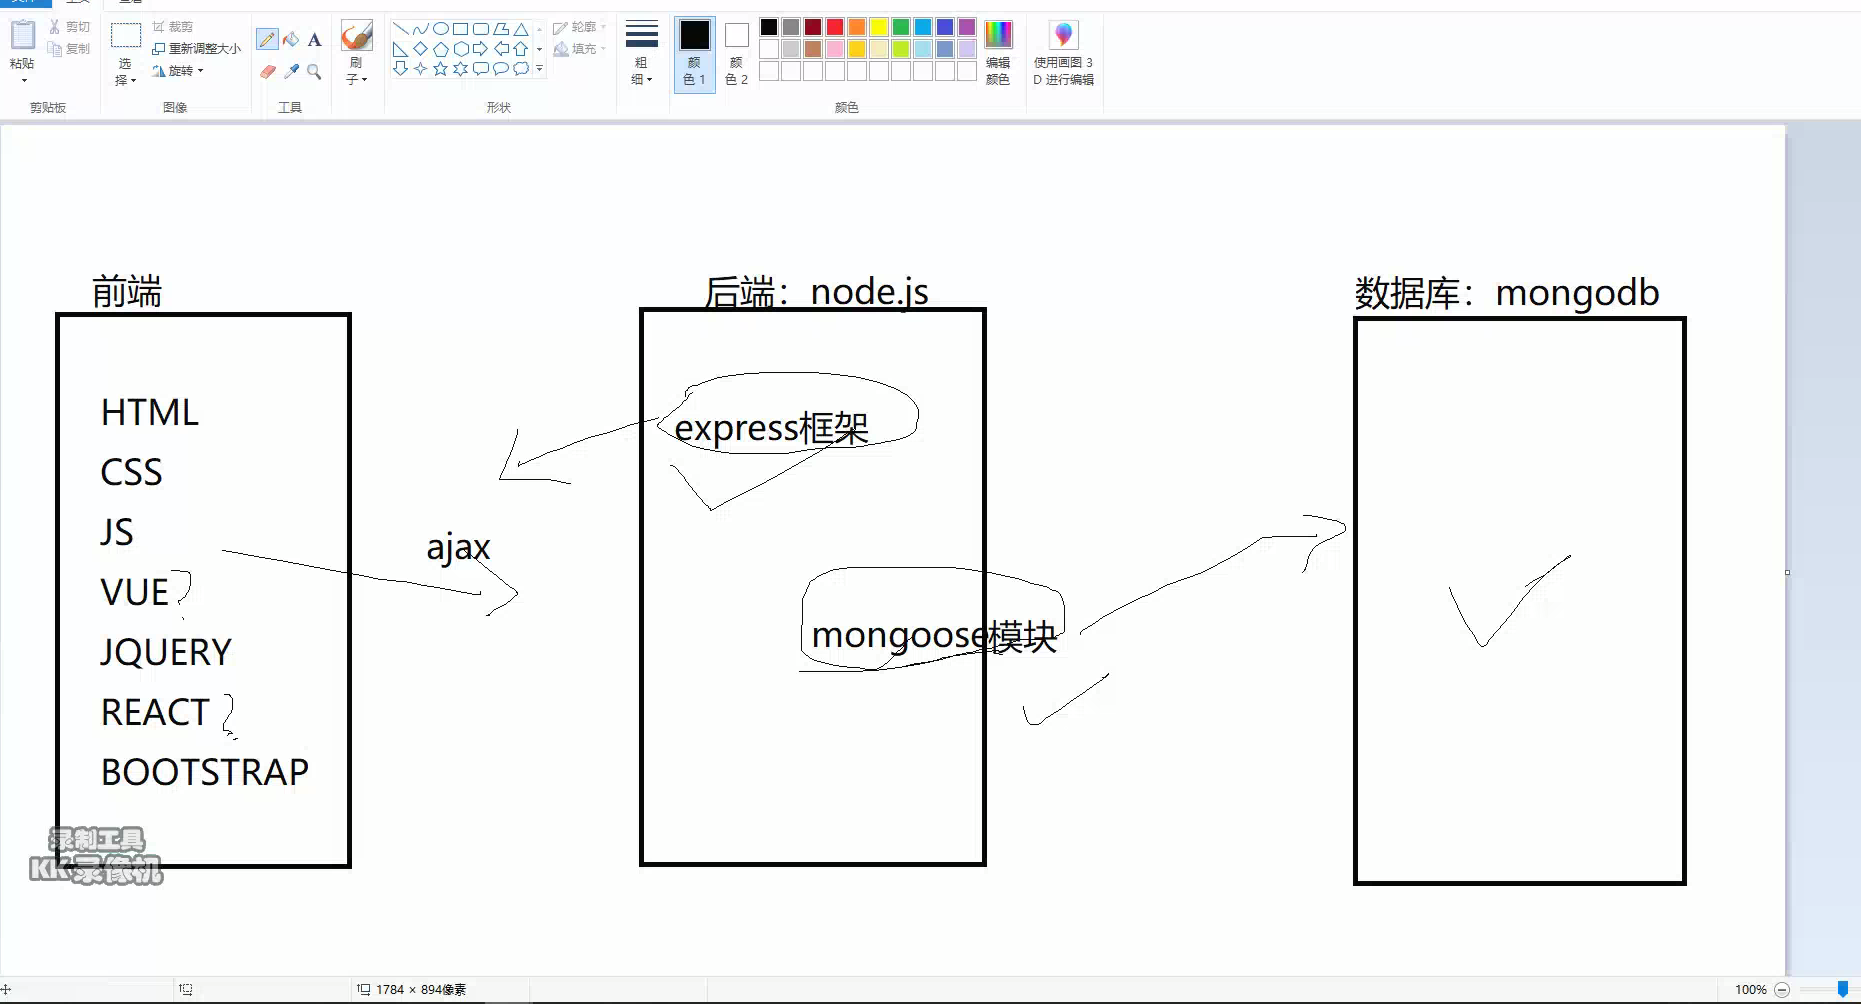 剪切
复制
粘贴
剪贴板
裁剪
重新调整大小
旋转
选
择
图像
A
工具
刷
子
轮廓
填充
形状
粗
细
颜
色 1
颜
色 2
编辑
颜色
颜色
使用画图 3
D 进行编辑
前端
HTML
CSS
JS
VUE
JQUERY
REACT
BOOTSTRAP
ajax
后端：node.js
express框架
mongoose模块
数据库：mongodb
录制工具
KK录像机
1784 × 894像素
100%